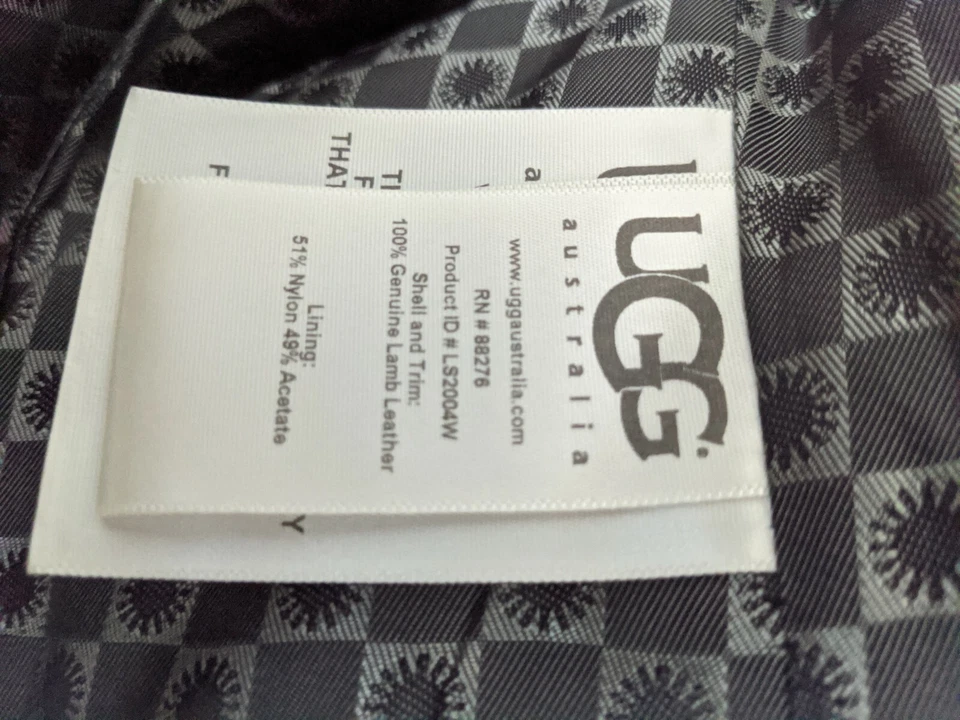 UGG®
australia
www.uggaustralia.com
RN # 88276
Product ID # LS2004W
Shell and Trim:
100% Genuine Lamb Leather
Lining:
51% Nylon 49% Acetate